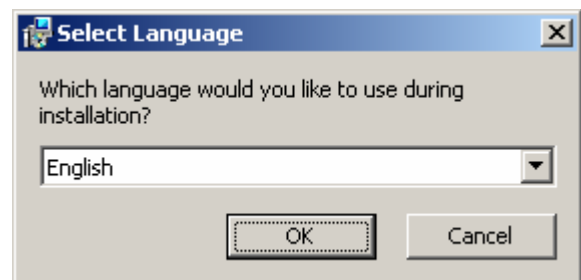 Select Language
Which language would you like to use during
installation?
English
OK
Cancel